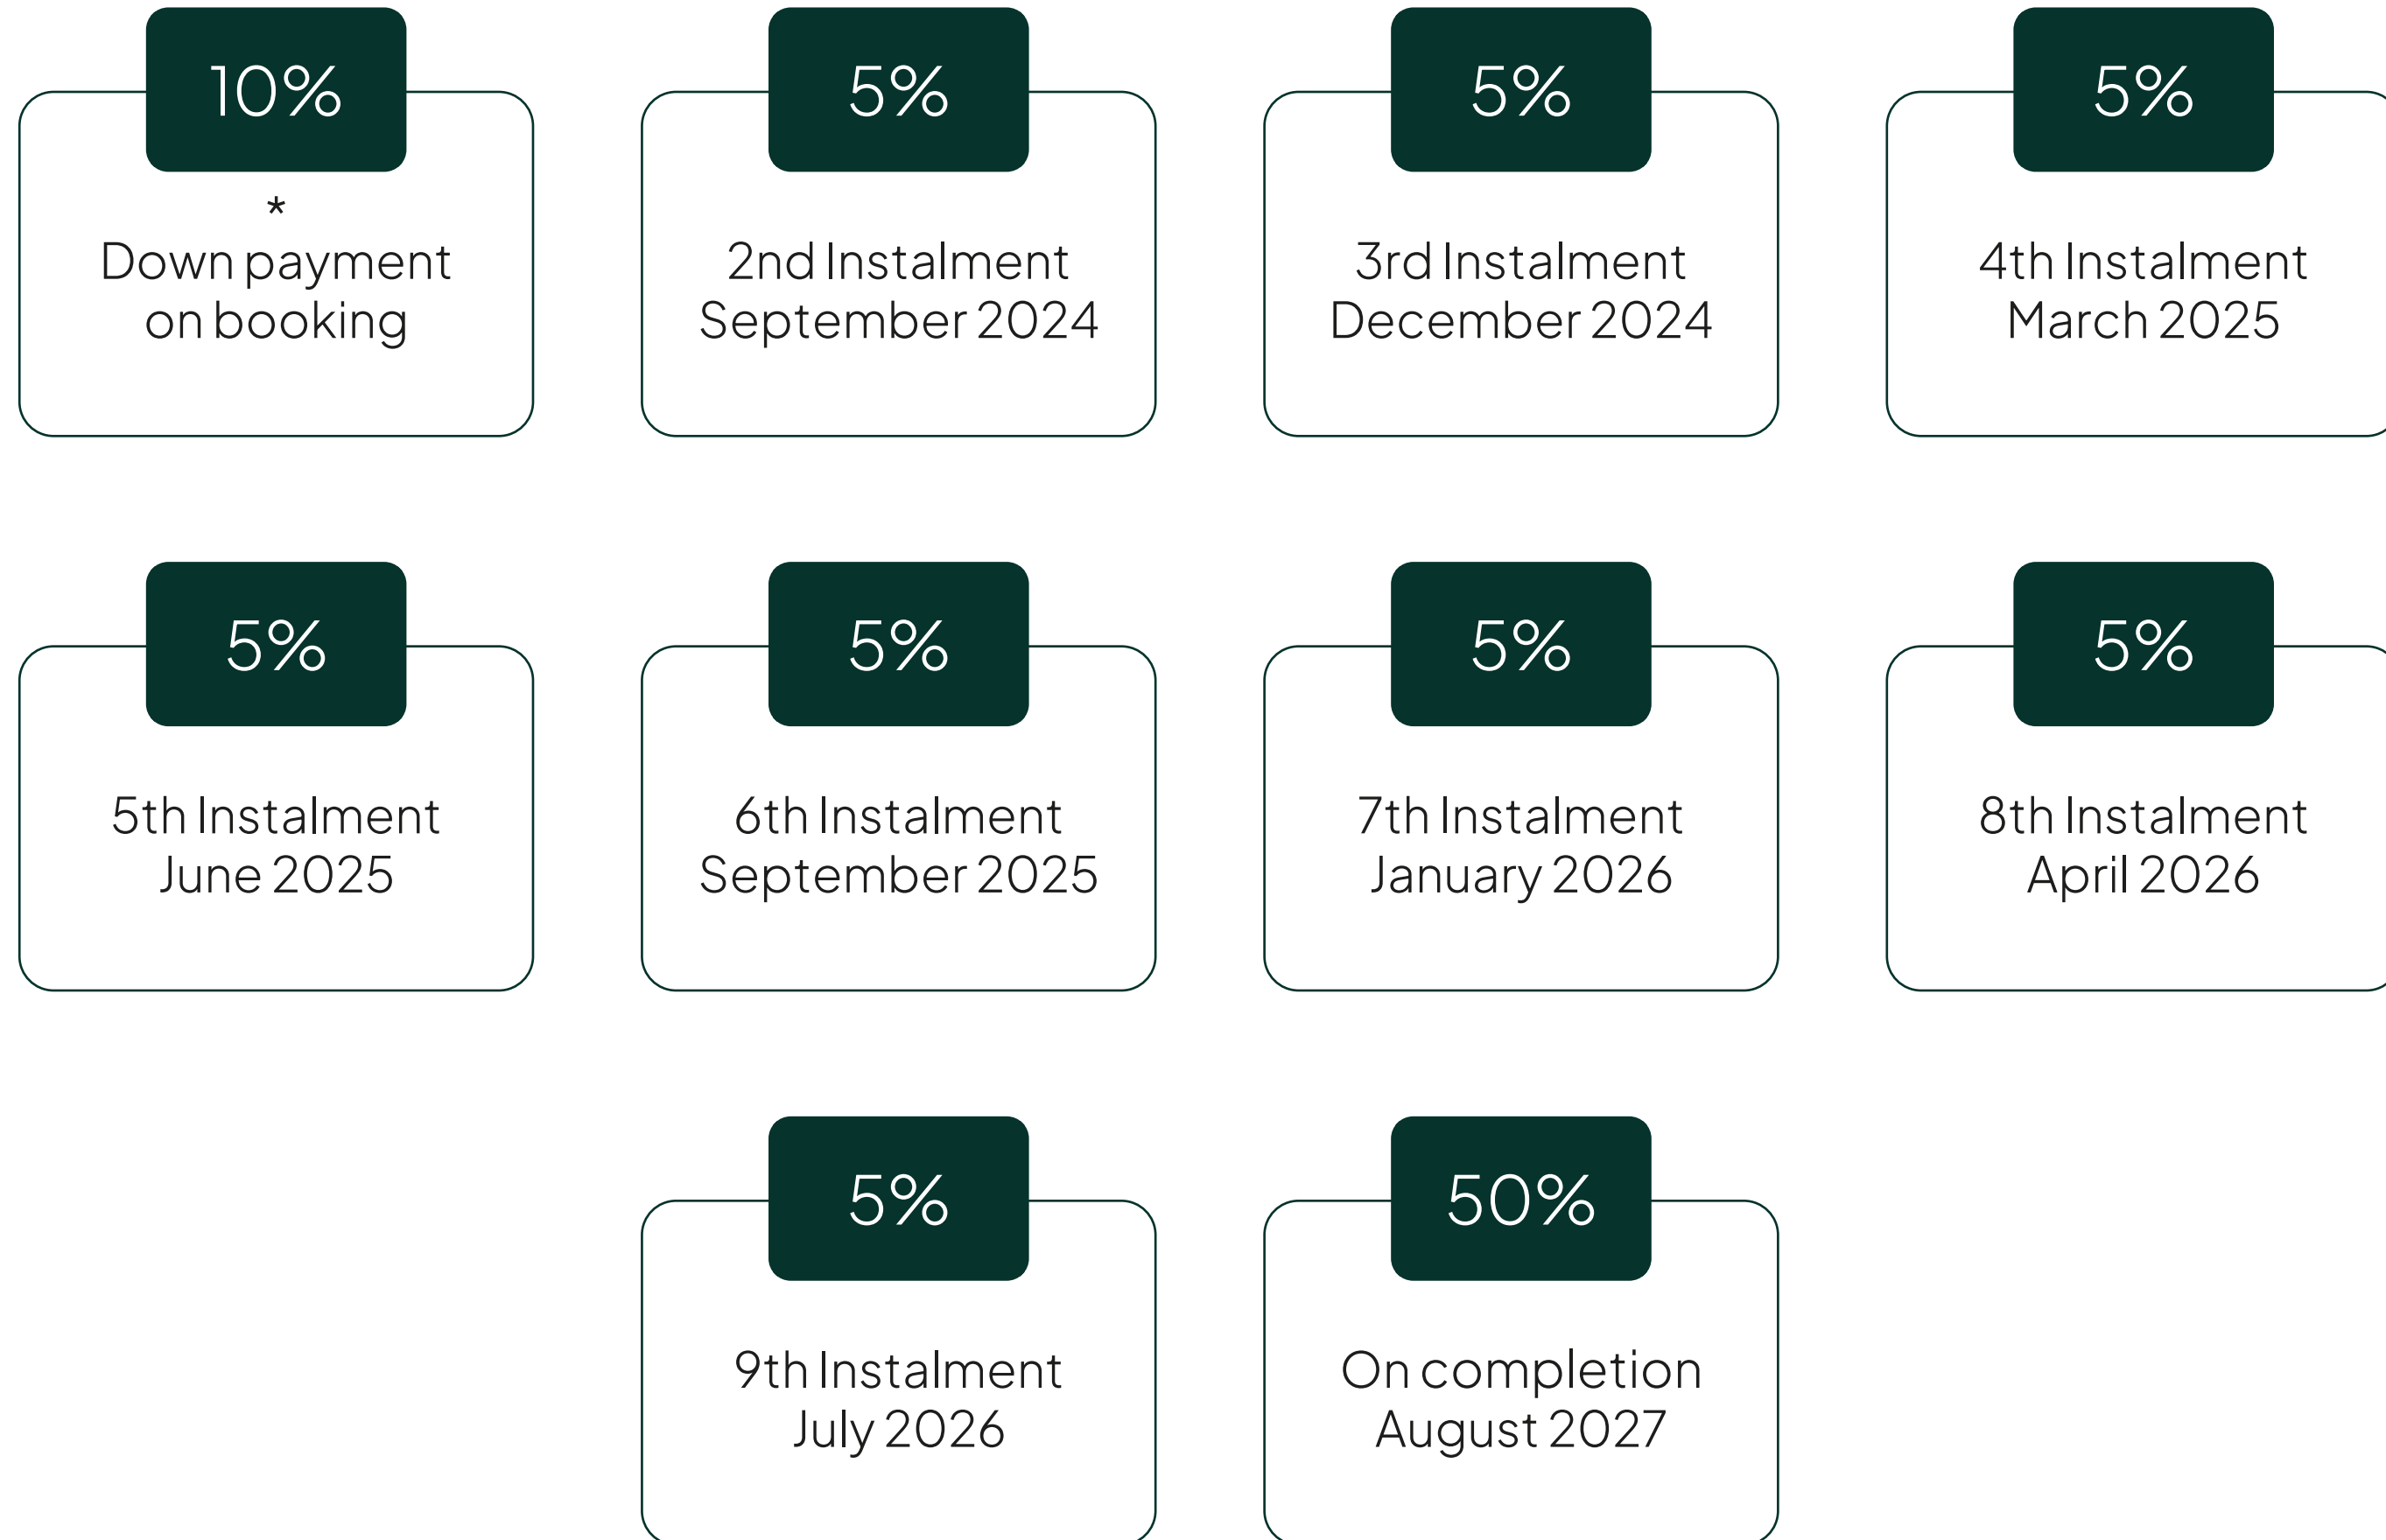 10%
*
Down payment
on booking
5%
2nd Instalment
September 2024
5%
3rd Instalment
December 2024
5%
4th Instalment
March 2025
5%
5th Instalment
June 2025
5%
6th Instalment
September 2025
5%
7th Instalment
January 2026
5%
8th Instalment
April 2026
5%
9th Instalment
July 2026
50%
On completion
August 2027